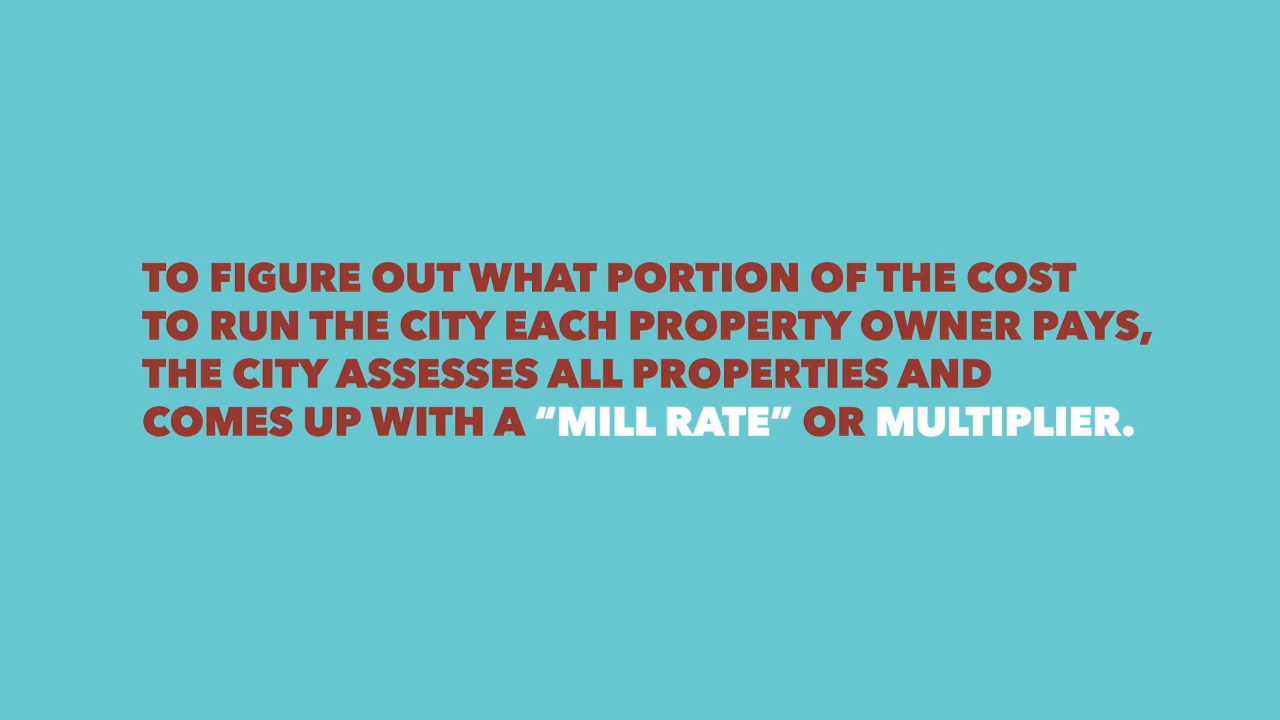 TO FIGURE OUT WHAT PORTION OF THE COST
TO RUN THE CITY EACH PROPERTY OWNER PAYS,
THE CITY ASSESSES ALL PROPERTIES AND
COMES UP WITH A “MILL RATE” OR MULTIPLIER.